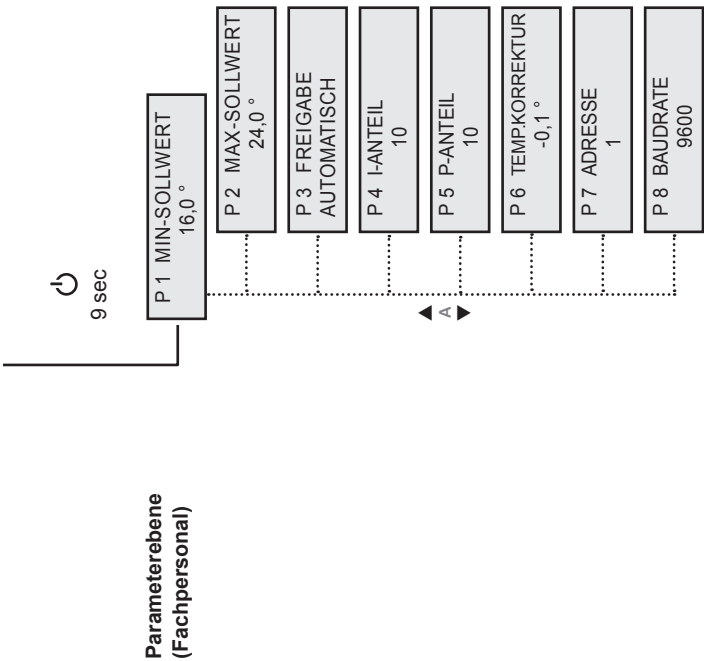 9 sec
Parameterebene
(Fachpersonal)
P 1 MIN-SOLLWERT
16,0 °
P 2 MAX-SOLLWERT
24,0 °
P 3 FREIGABE
AUTOMATISCH
P 4 I-ANTEIL
10
P 5 P-ANTEIL
10
P 6 TEMP.KORREKTUR
-0,1 °
P 7 ADRESSE
1
P 8 BAUDRATE
9600
A